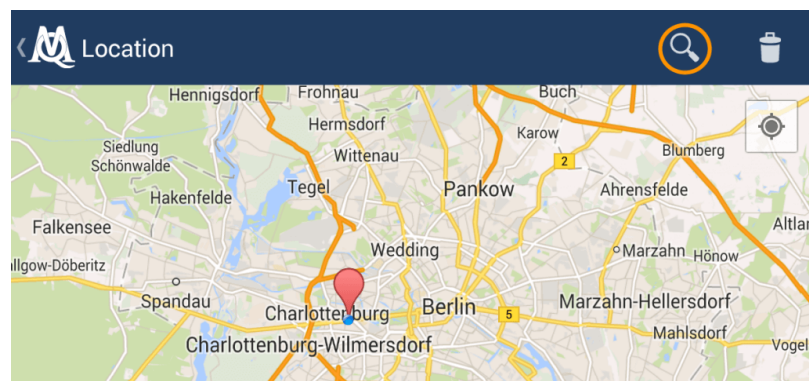 Location
Hennigsdorf
Frohnau
Buch
Hermsdorf
Karow
Siedlung
Schönwalde
Wittenau
2
Blumberg
Hakenfelde
Tegel
Pankow
Ahrensfelde
Falkensee
Altlan
Wedding
Marzahn
Hönow
allgow-Döberitz
Spandau
Charlottenburg
Berlin
5
Marzahn-Hellersdorf
Charlottenburg-Wilmersdorf
Mahlsdorf
Vogel